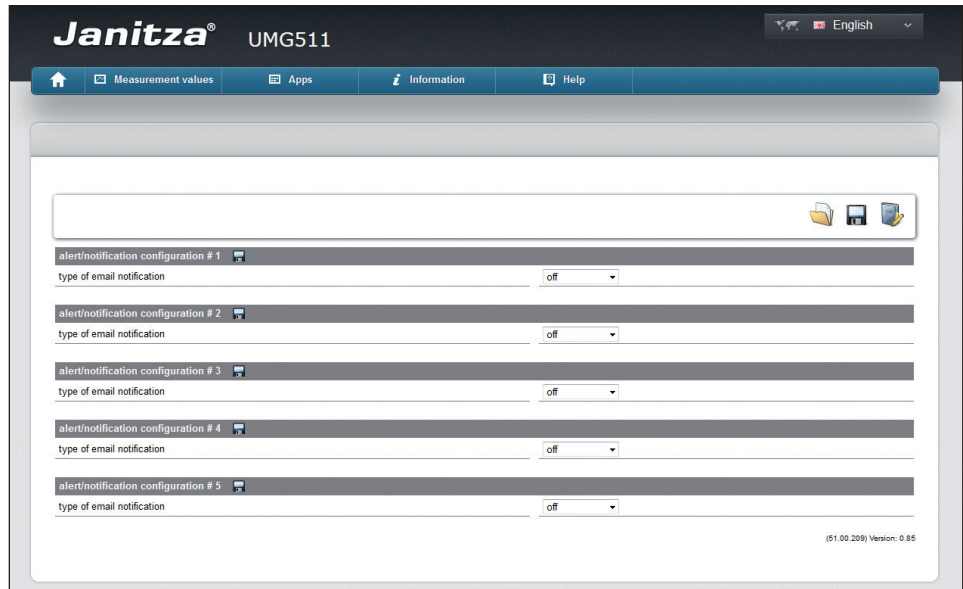 Janitza® UMG511
English
Measurement values Apps i Information ? Help
alert/notification configuration # 1
type of email notification off
alert/notification configuration # 2
type of email notification off
alert/notification configuration # 3
type of email notification off
alert/notification configuration # 4
type of email notification off
alert/notification configuration # 5
type of email notification off
(51.00.209) Version: 0.85